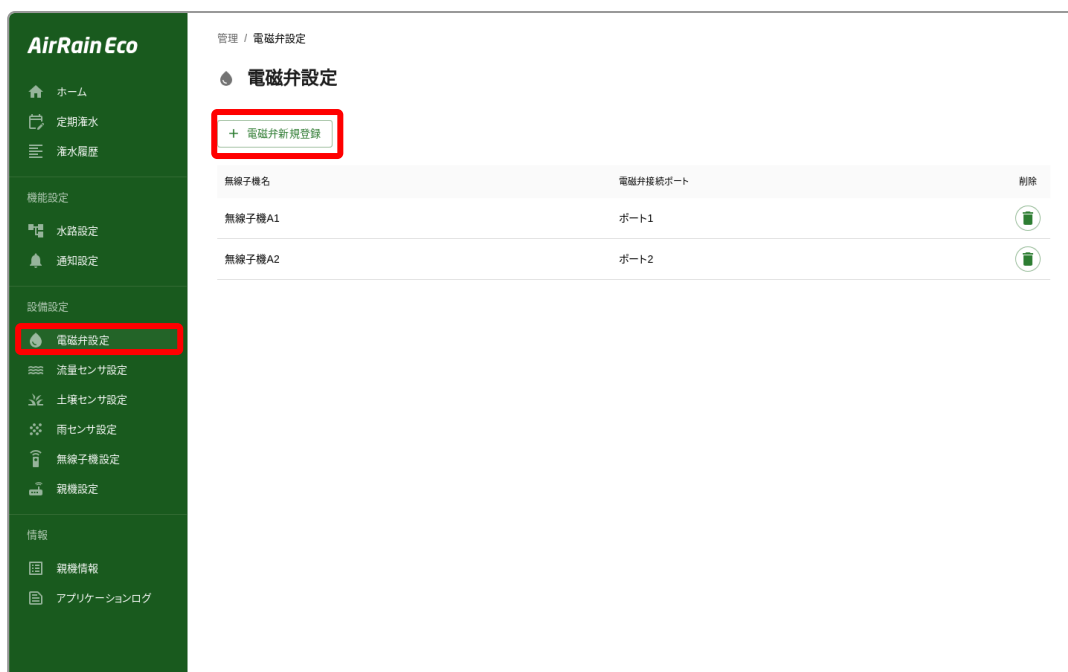 AirRain Eco
ホーム
定期潅水
潅水履歴
機能設定
水路設定
通知設定
設備設定
電磁弁設定
流量センサ設定
土壌センサ設定
雨センサ設定
無線子機設定
親機設定
情報
親機情報
アプリケーションログ
管理 / 電磁弁設定
電磁弁設定
+ 電磁弁新規登録
無線子機名 電磁弁接続ポート 削除
無線子機A1 ポート1
無線子機A2 ポート2